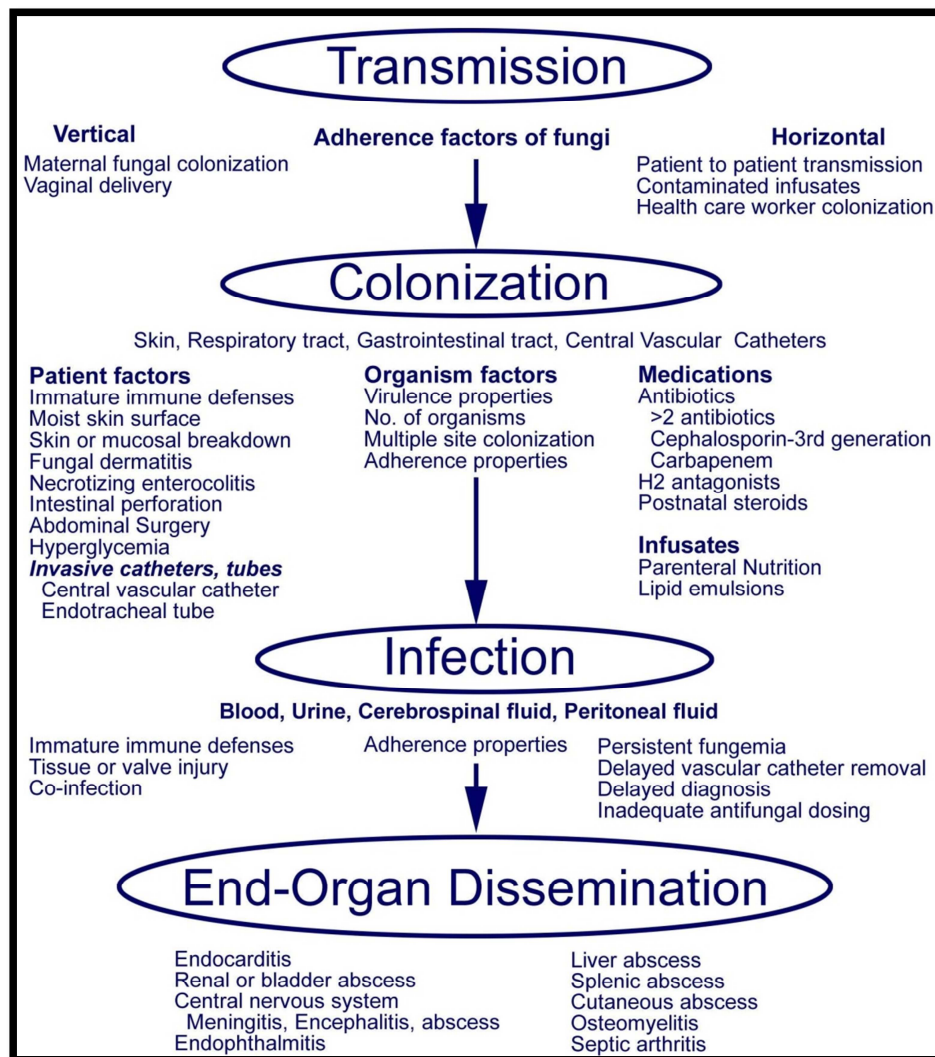 Transmission
Vertical
Maternal fungal colonization
Vaginal delivery
Adherence factors of fungi
Horizontal
Patient to patient transmission
Contaminated infusates
Health care worker colonization
Colonization
Skin, Respiratory tract, Gastrointestinal tract, Central Vascular Catheters
Patient factors
Immature immune defenses
Moist skin surface
Skin or mucosal breakdown
Fungal dermatitis
Necrotizing enterocolitis
Intestinal perforation
Abdominal Surgery
Hyperglycemia
Invasive catheters, tubes
Central vascular catheter
Endotracheal tube
Organism factors
Virulence properties
No. of organisms
Multiple site colonization
Adherence properties
Medications
Antibiotics
>2 antibiotics
Cephalosporin-3rd generation
Carbapenem
H2 antagonists
Postnatal steroids
Infusates
Parenteral Nutrition
Lipid emulsions
Infection
Blood, Urine, Cerebrospinal fluid, Peritoneal fluid
Immature immune defenses
Tissue or valve injury
Co-infection
Adherence properties
Persistent fungemia
Delayed vascular catheter removal
Delayed diagnosis
Inadequate antifungal dosing
End-Organ Dissemination
Endocarditis
Renal or bladder abscess
Central nervous system
Meningitis, Encephalitis, abscess
Endophthalmitis
Liver abscess
Splenic abscess
Cutaneous abscess
Osteomyelitis
Septic arthritis